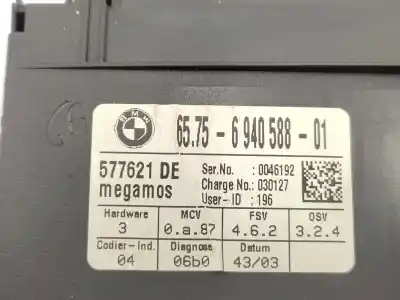 BMW
65.75 - 6 940 588 - 01
577621 DE
megamos
Ser.No. : 0046192
Charge No.: 030127
User-ID : 196
Hardware MCV FSV OSV
3 0.a.87 4.6.2 3.2.4
Codier-Ind. Diagnose Datum
04 06b0 43/03